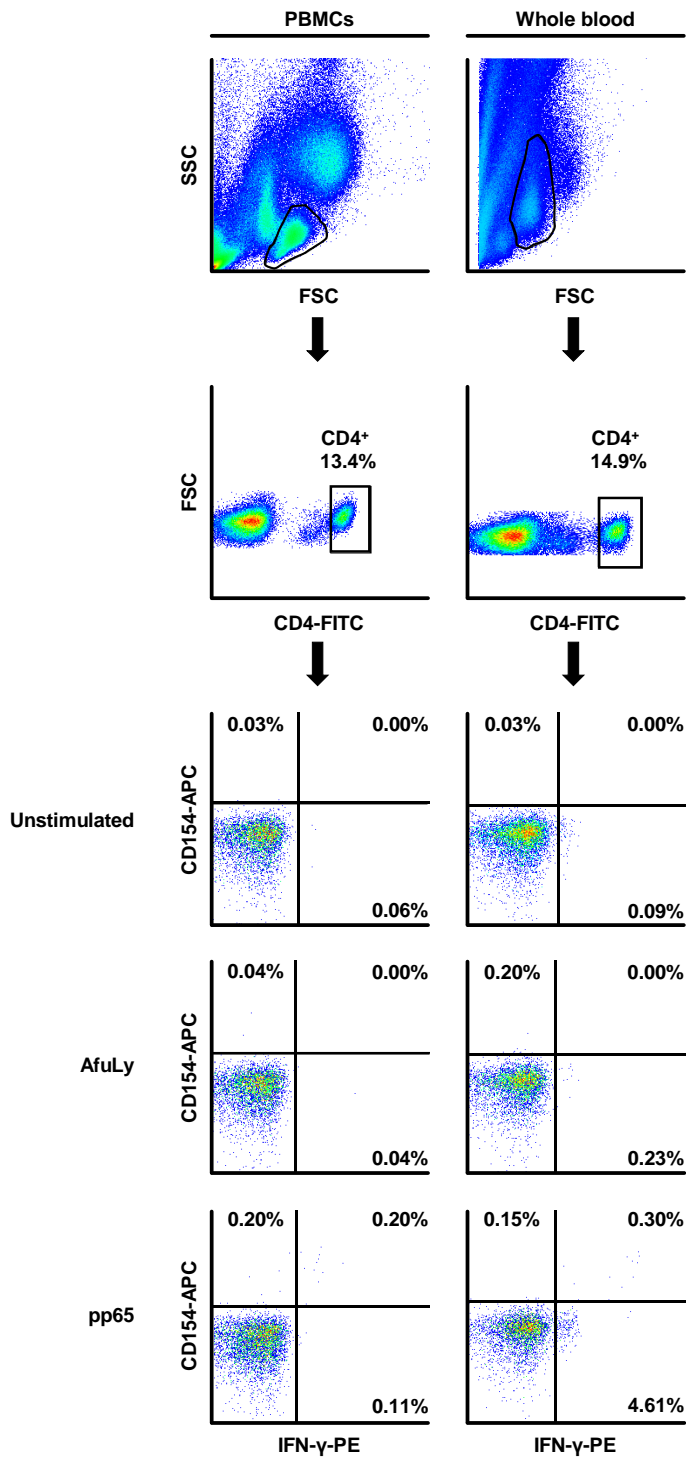 PBMCs
Whole blood
SSC
FSC
FSC
FSC
CD4⁺
13.4%
CD4⁺
14.9%
CD4-FITC
CD4-FITC
Unstimulated
CD154-APC
0.03%
0.00%
0.06%
0.03%
0.00%
0.09%
AfuLy
CD154-APC
0.04%
0.00%
0.04%
0.20%
0.00%
0.23%
pp65
CD154-APC
0.20%
0.20%
0.11%
0.15%
0.30%
4.61%
IFN-γ-PE
IFN-γ-PE